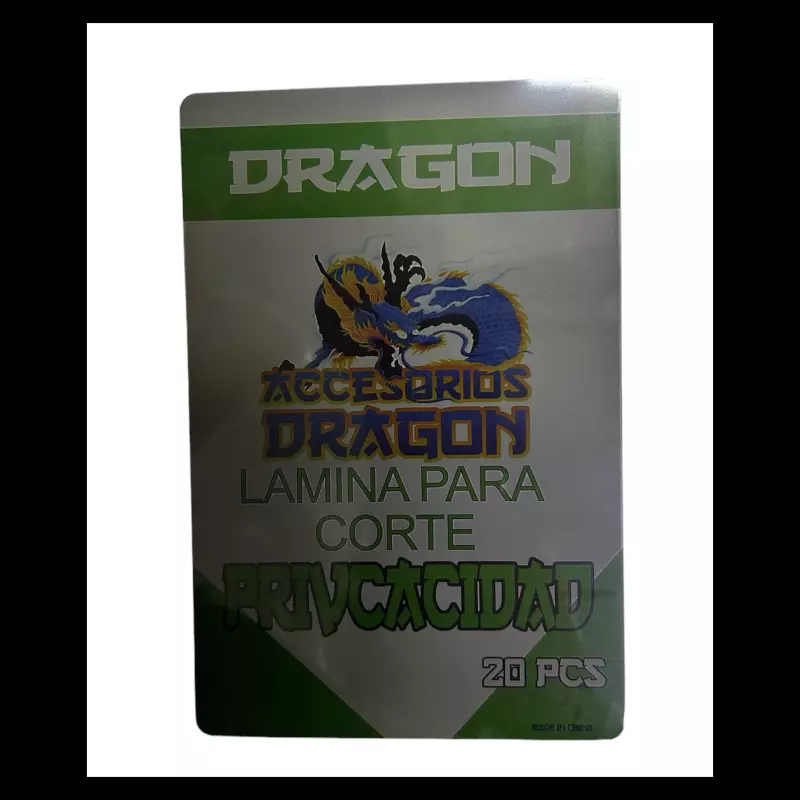 DRAGON
ACCESORIOS
DRAGON
LAMINA PARA
CORTE
PRIVCACIDAD
20 PCS
MADE IN CHINA